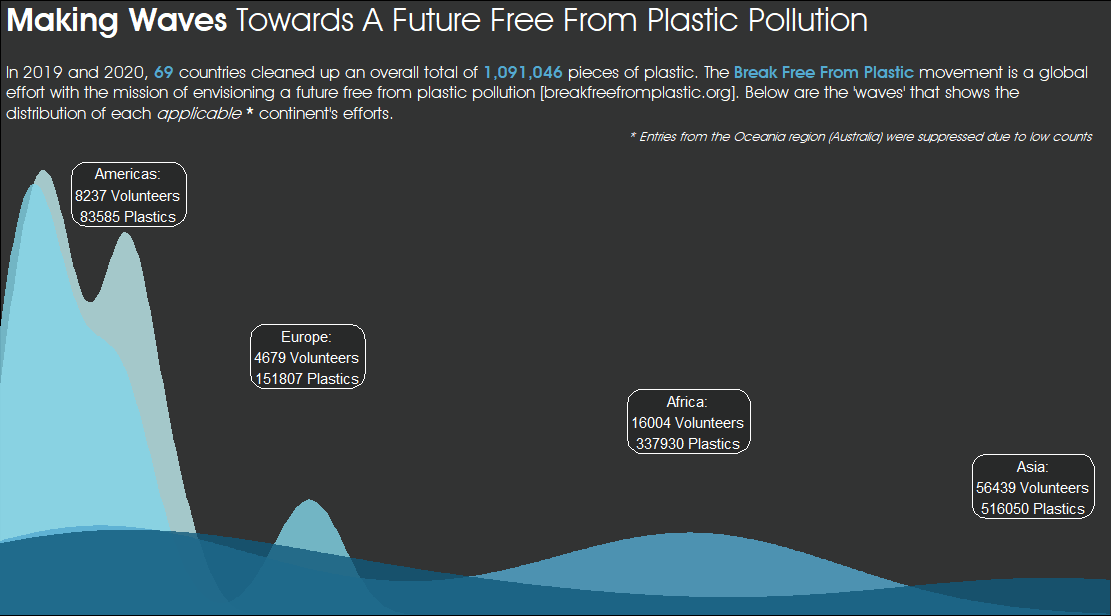 Making Waves Towards A Future Free From Plastic Pollution
In 2019 and 2020, 69 countries cleaned up an overall total of 1,091,046 pieces of plastic. The Break Free From Plastic movement is a global
effort with the mission of envisioning a future free from plastic pollution [breakfreefromplastic.org]. Below are the 'waves' that shows the
distribution of each applicable * continent's efforts.
* Entries from the Oceania region (Australia) were suppressed due to low counts
Americas:
8237 Volunteers
83585 Plastics
Europe:
4679 Volunteers
151807 Plastics
Africa:
16004 Volunteers
337930 Plastics
Asia:
56439 Volunteers
516050 Plastics